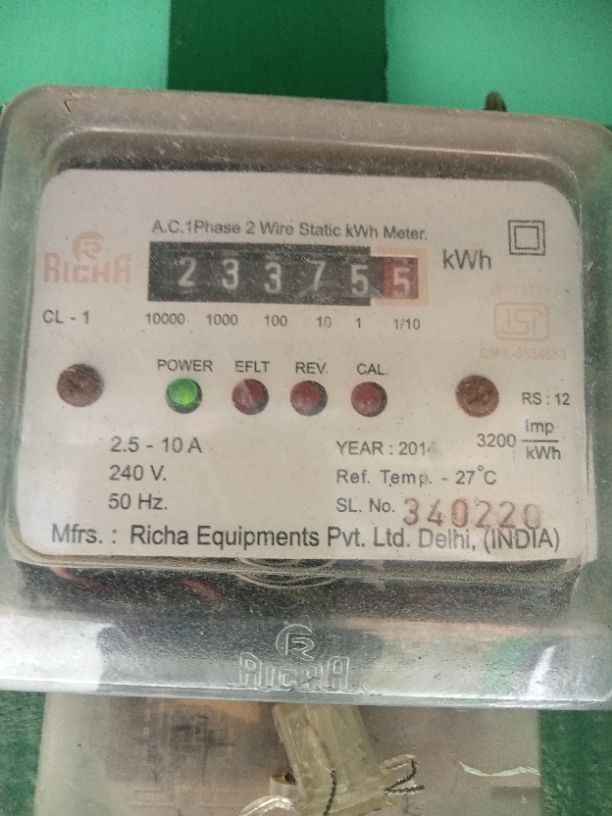 A.C.1Phase 2 Wire Static kWh Meter.
RICHA
2 3 3 7 5 5 kWh
CL - 1
10000 1000 100 10 1 1/10
ISI
POWER EFLT REV. CAL.
RS : 12
3200 Imp/kWh
2.5 - 10 A
240 V.
50 Hz.
YEAR : 2014
Ref. Temp. - 27°C
SL. No. 340220
Mfrs. : Richa Equipments Pvt. Ltd. Delhi, (INDIA)
RICHA